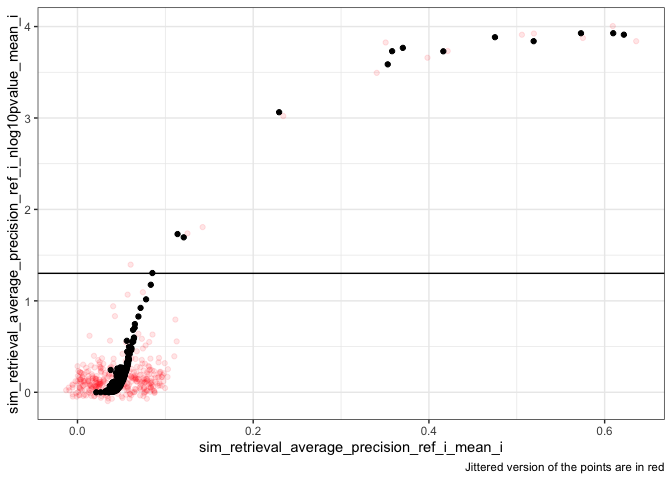 sim_retrieval_average_precision_ref_i_nlog10pvalue_mean_i
4
3
2
1
0
0.0 0.2 0.4 0.6
sim_retrieval_average_precision_ref_i_mean_i
Jittered version of the points are in red